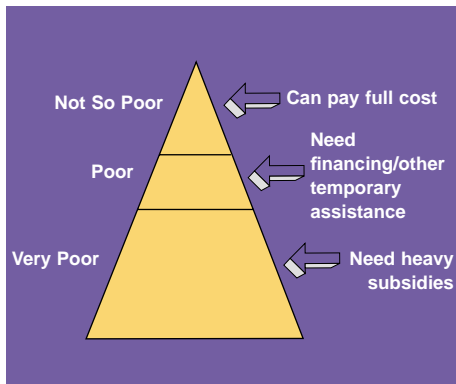 Not So Poor
Can pay full cost
Poor
Need
financing/other
temporary
assistance
Very Poor
Need heavy
subsidies